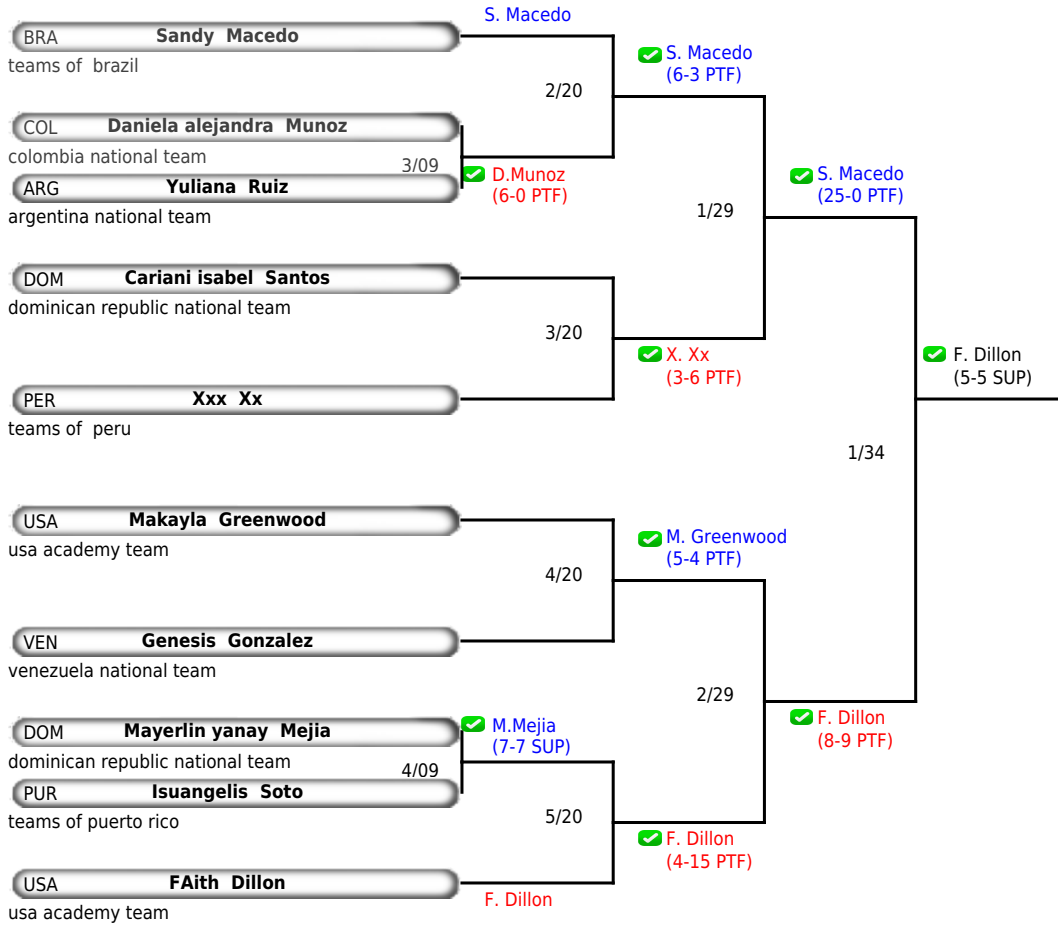 S. Macedo
BRA Sandy Macedo
teams of brazil
S. Macedo
(6-3 PTF)
2/20
COL Daniela alejandra Munoz
colombia national team
3/09
D.Munoz
(6-0 PTF)
ARG Yuliana Ruiz
argentina national team
S. Macedo
(25-0 PTF)
1/29
DOM Cariani isabel Santos
dominican republic national team
3/20
X. Xx
(3-6 PTF)
F. Dillon
(5-5 SUP)
PER Xxx Xx
teams of peru
1/34
USA Makayla Greenwood
usa academy team
M. Greenwood
(5-4 PTF)
4/20
VEN Genesis Gonzalez
venezuela national team
2/29
F. Dillon
(8-9 PTF)
DOM Mayerlin yanay Mejia
dominican republic national team
M.Mejia
(7-7 SUP)
4/09
PUR Isuangelis Soto
teams of puerto rico
5/20
F. Dillon
(4-15 PTF)
USA FAith Dillon
usa academy team
F. Dillon